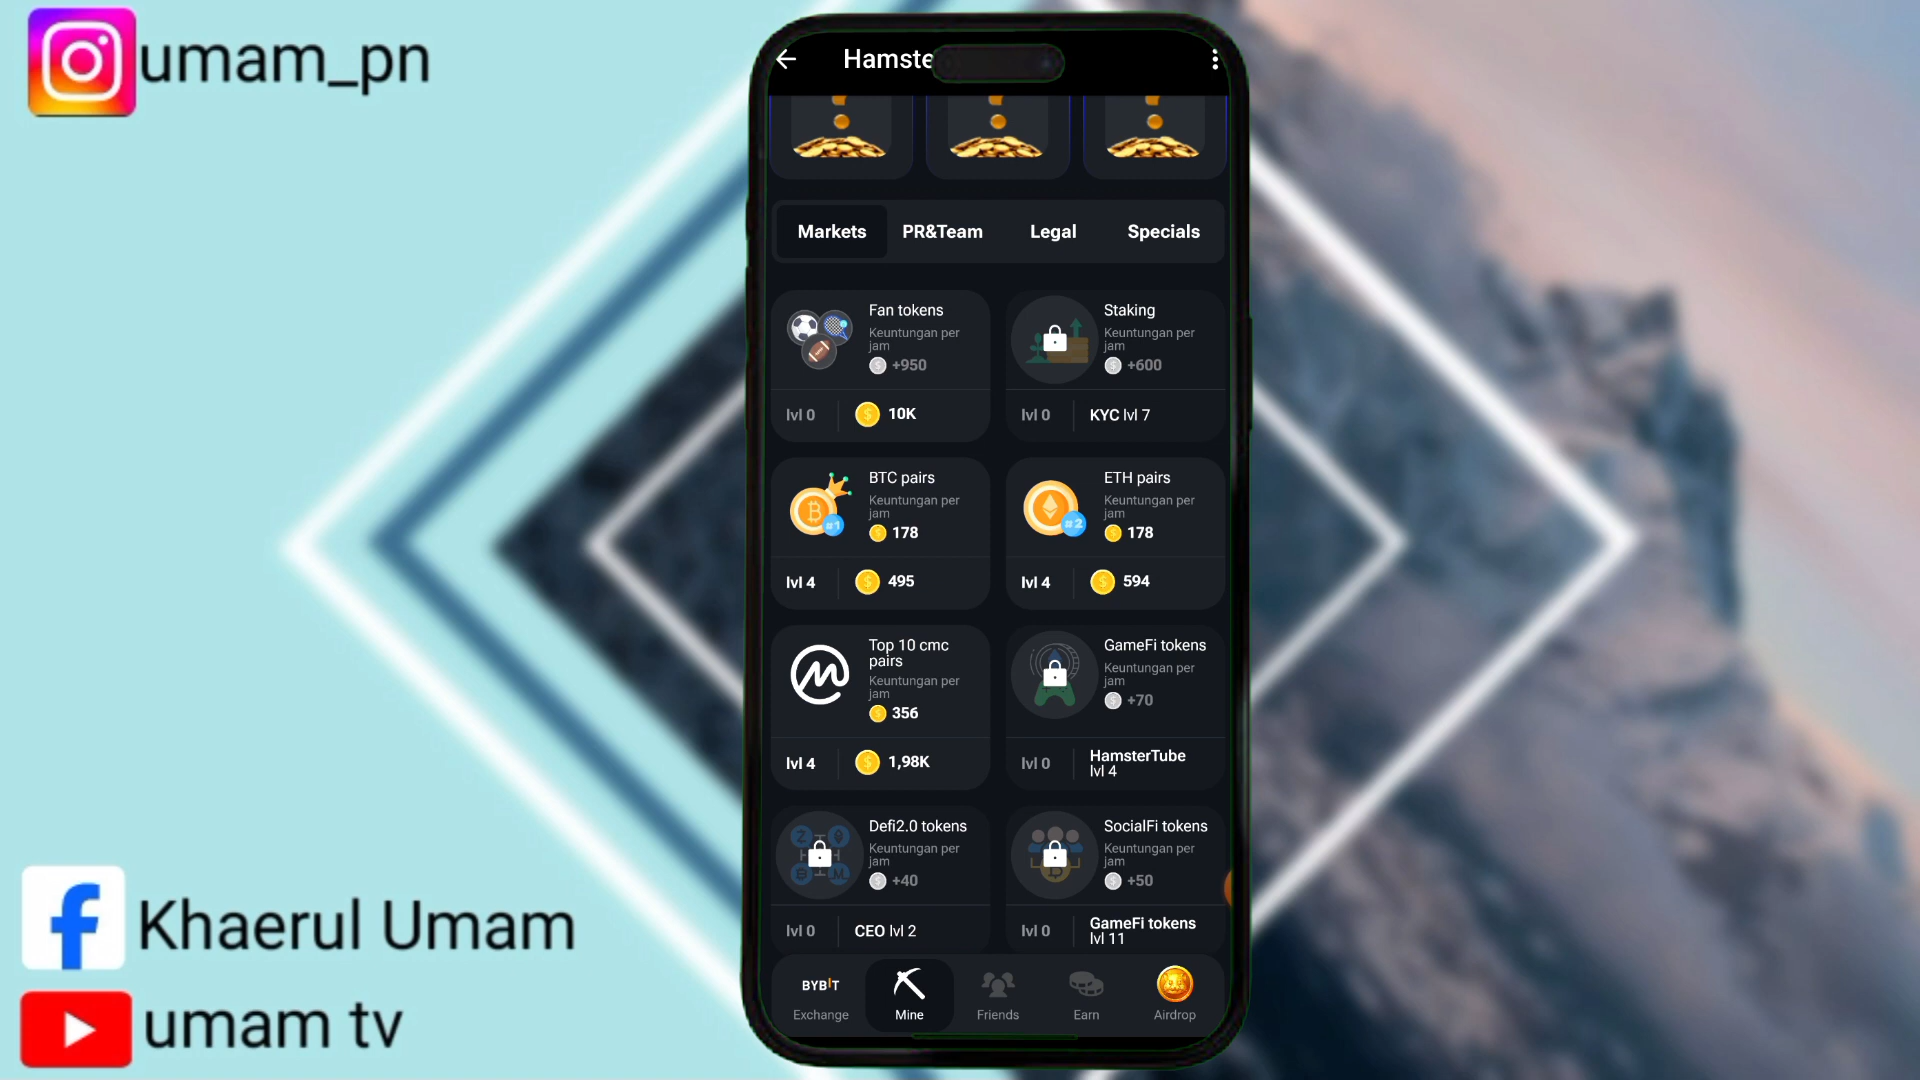 umam_pn
Hamste
Markets
PR&Team
Legal
Specials
Fan tokens
Keuntungan per
jam
+950
lvl 0
10K
Staking
Keuntungan per
jam
+600
lvl 0
KYC lvl 7
BTC pairs
Keuntungan per
jam
#1
178
lvl 4
495
ETH pairs
Keuntungan per
jam
#2
178
lvl 4
594
Top 10 cmc
pairs
Keuntungan per
jam
356
lvl 4
1,98K
GameFi tokens
Keuntungan per
jam
+70
lvl 0
HamsterTube
lvl 4
Defi2.0 tokens
Keuntungan per
jam
+40
lvl 0
CEO lvl 2
SocialFi tokens
Keuntungan per
jam
+50
lvl 0
GameFi tokens
lvl 11
BYBIT
Exchange
Mine
Friends
Earn
Airdrop
Khaerul Umam
umam tv